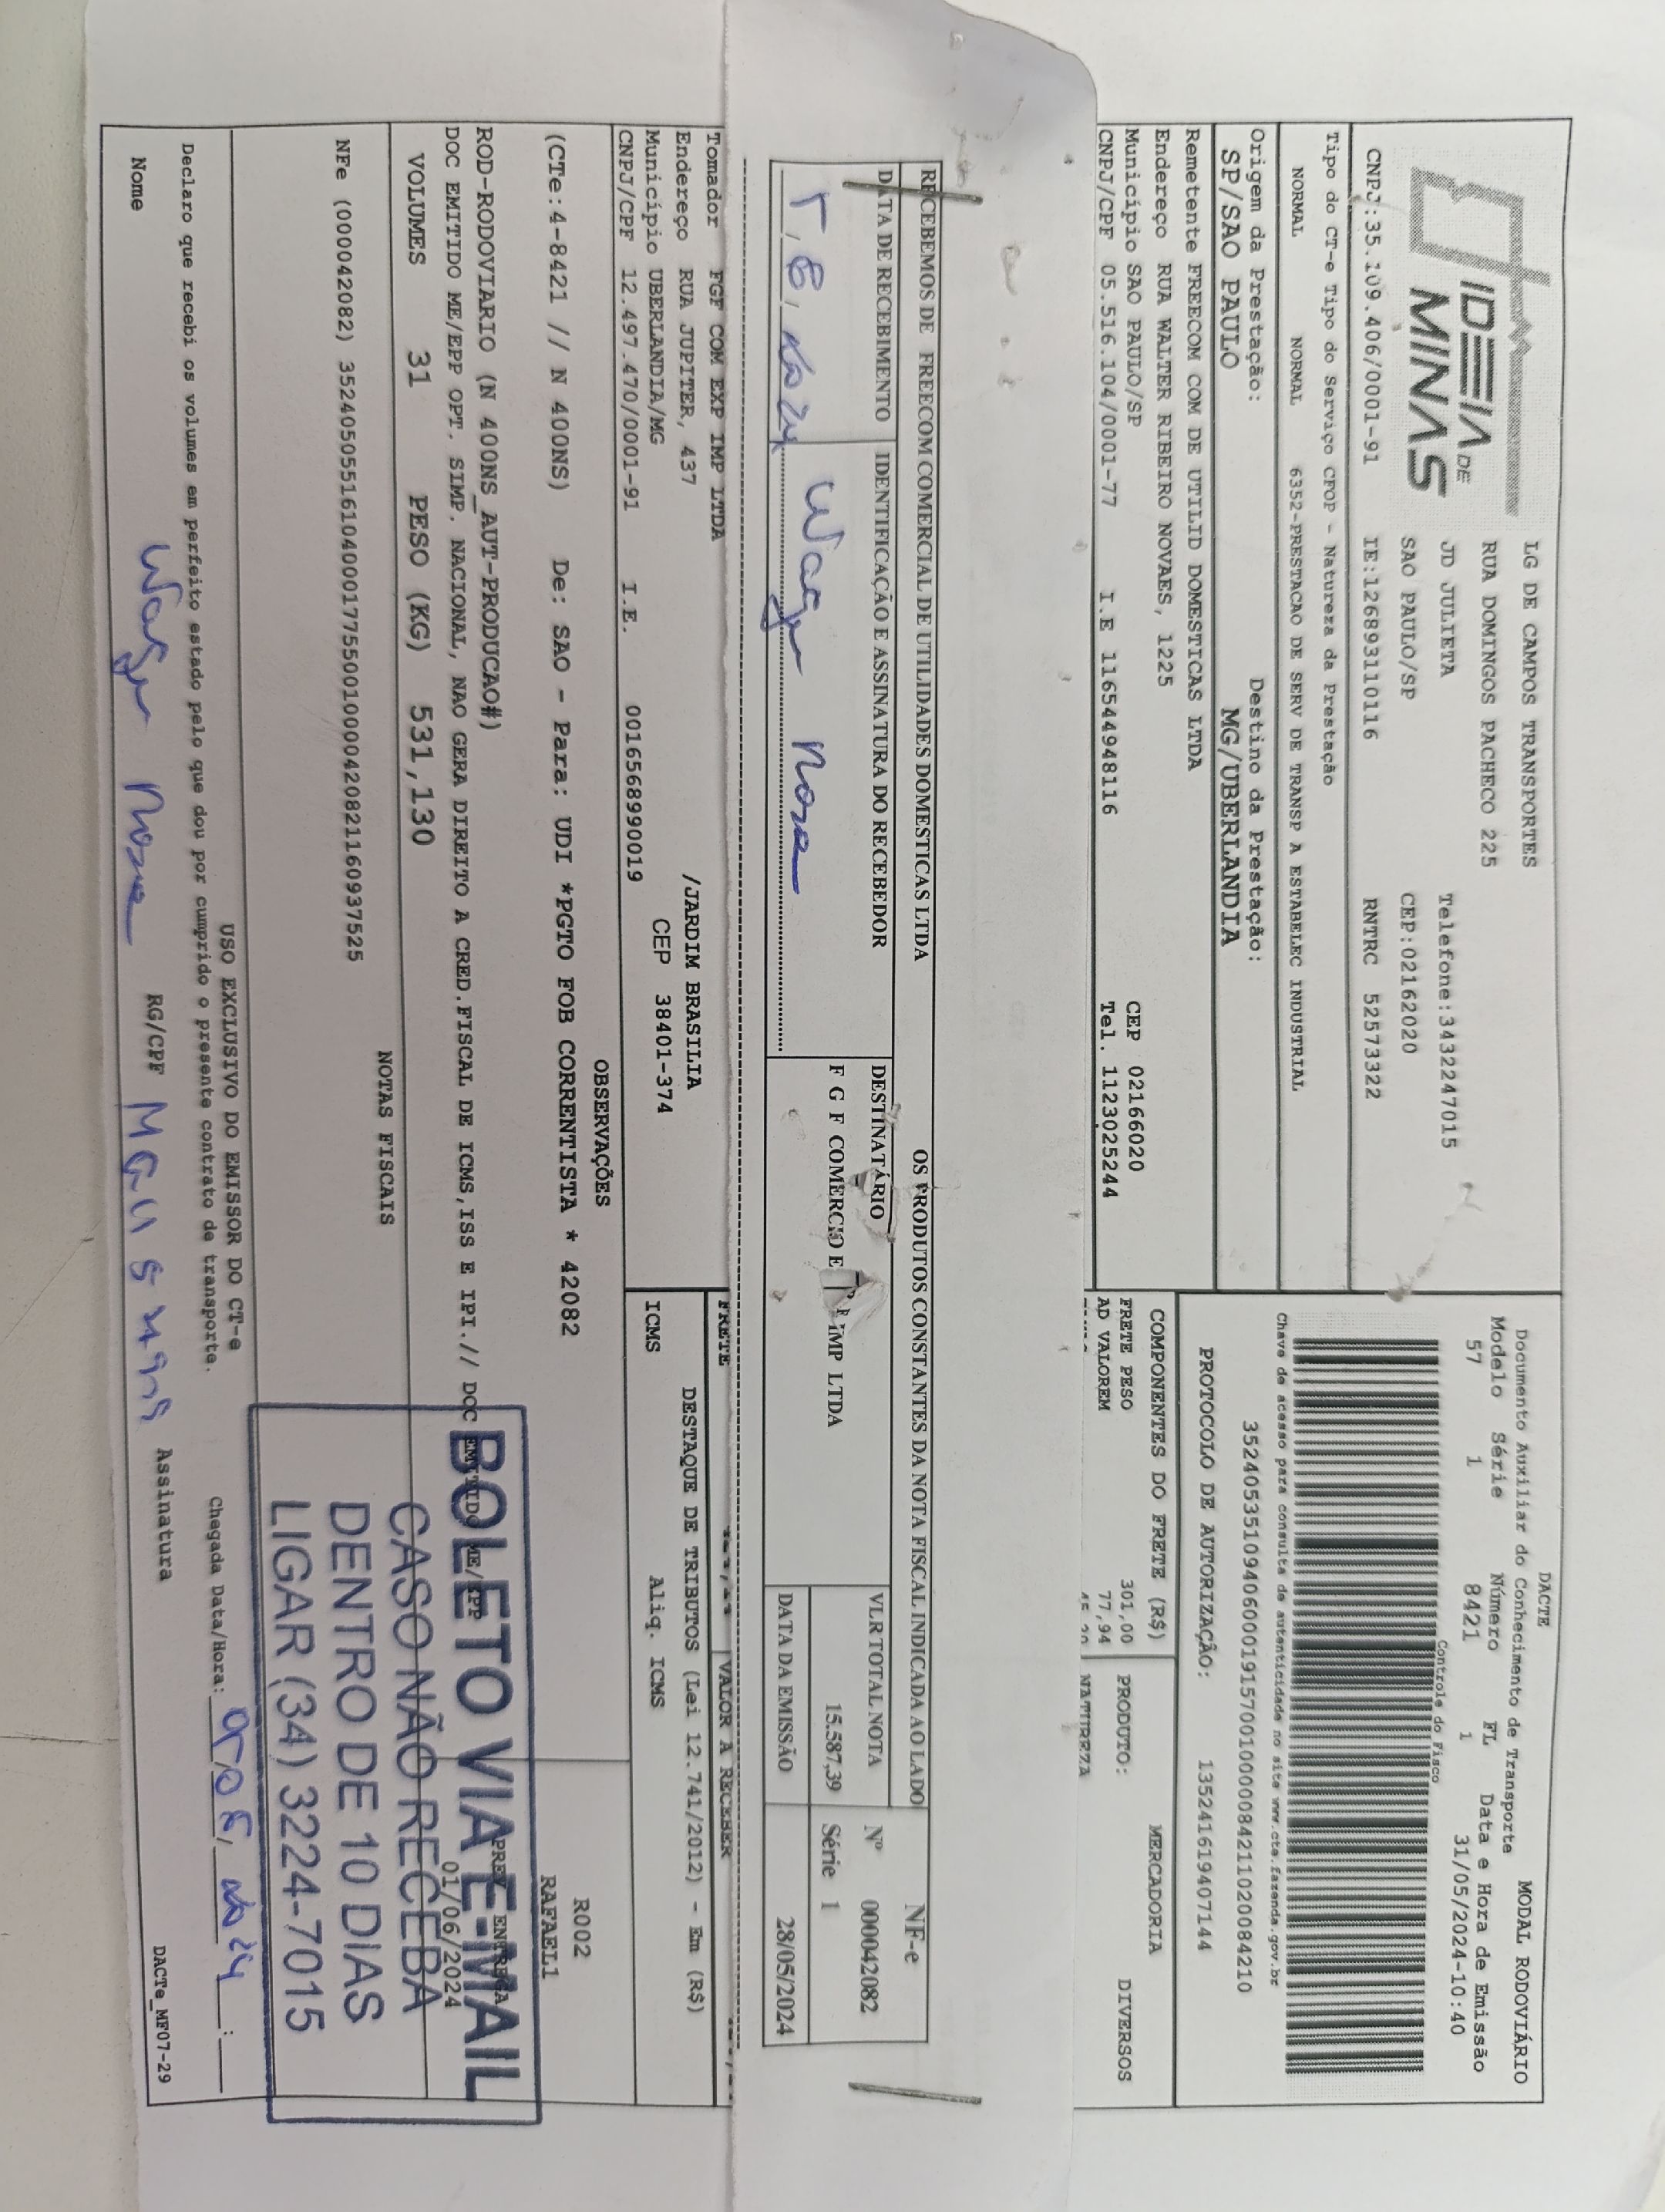 IDEIA DE
MINAS
LG DE CAMPOS TRANSPORTES
RUA DOMINGOS PACHECO 225
JD JULIETA Telefone:3432247015
SAO PAULO/SP CEP:02162020
CNPJ:35.109.406/0001-91 IE:126893110116 RNTRC 52573322
Tipo do CT-e Tipo do Serviço CFOP - Natureza da Prestação
NORMAL NORMAL 6352-PRESTACAO DE SERV DE TRANSP A ESTABELEC INDUSTRIAL
Origem da Prestação: Destino da Prestação:
SP/SAO PAULO MG/UBERLANDIA
Remetente FREECOM COM DE UTILID DOMESTICAS LTDA
Endereço RUA WALTER RIBEIRO NOVAES, 1225
Município SAO PAULO/SP CEP 02166020
CNPJ/CPF 05.516.104/0001-77 I.E 116544948116 Tel. 1123025244
DACTE MODAL RODOVIÁRIO
Documento Auxiliar do Conhecimento de Transporte
Modelo Série Número FL Data e Hora de Emissão
57 1 8421 1 31/05/2024-10:40
Controle do Fisco
Chave de acesso para consulta de autenticidade no site www.cte.fazenda.gov.br
35240535109406000191570010000084211020084210
PROTOCOLO DE AUTORIZAÇÃO: 135241619407144
COMPONENTES DO FRETE (R$) MERCADORIA
FRETE PESO 301,00 PRODUTO: DIVERSOS
AD VALOREM 77,94
NATUREZA
RECEBEMOS DE FREECOM COMERCIAL DE UTILIDADES DOMESTICAS LTDA OS PRODUTOS CONSTANTES DA NOTA FISCAL INDICADA AO LADO
NF-e
DATA DE RECEBIMENTO IDENTIFICAÇÃO E ASSINATURA DO RECEBEDOR DESTINATÁRIO VLR TOTAL NOTA Nº 000042082
F G F COMERCIO E IMP LTDA 15.587,39 Série 1
DATA DA EMISSÃO 28/05/2024
Tomador FGF COM EXP IMP LTDA
Endereço RUA JUPITER, 437 /JARDIM BRASILIA
Município UBERLANDIA/MG CEP 38401-374
CNPJ/CPF 12.497.470/0001-91 I.E. 0016568990019
FRETE VALOR A RECEBER
DESTAQUE DE TRIBUTOS (Lei 12.741/2012) - Em (R$)
ICMS Aliq. ICMS
OBSERVAÇÕES
(CTe:4-8421 // N 400NS) De: SAO - Para: UDI *PGTO FOB CORRENTISTA * 42082
R002
RAFAEL1
ROD-RODOVIARIO (N 400NS_AUT-PRODUCAO#)
DOC EMITIDO ME/EPP OPT. SIMP. NACIONAL, NAO GERA DIREITO A CRED.FISCAL DE ICMS,ISS E IPI.// DOC EMITIDO ME/EPP
PREV ENTREGA
01/06/2024
VOLUMES 31 PESO (KG) 531,130
NOTAS FISCAIS
NFe (000042082) 35240505516104000177550010000420821160937525
BOLETO VIA E-MAIL
CASO NÃO RECEBA
DENTRO DE 10 DIAS
LIGAR (34) 3224-7015
USO EXCLUSIVO DO EMISSOR DO CT-e
Declaro que recebi os volumes em perfeito estado pelo que dou por cumprido o presente contrato de transporte. Chegada Data/Hora:
Nome RG/CPF Assinatura DACTe_MF07-29